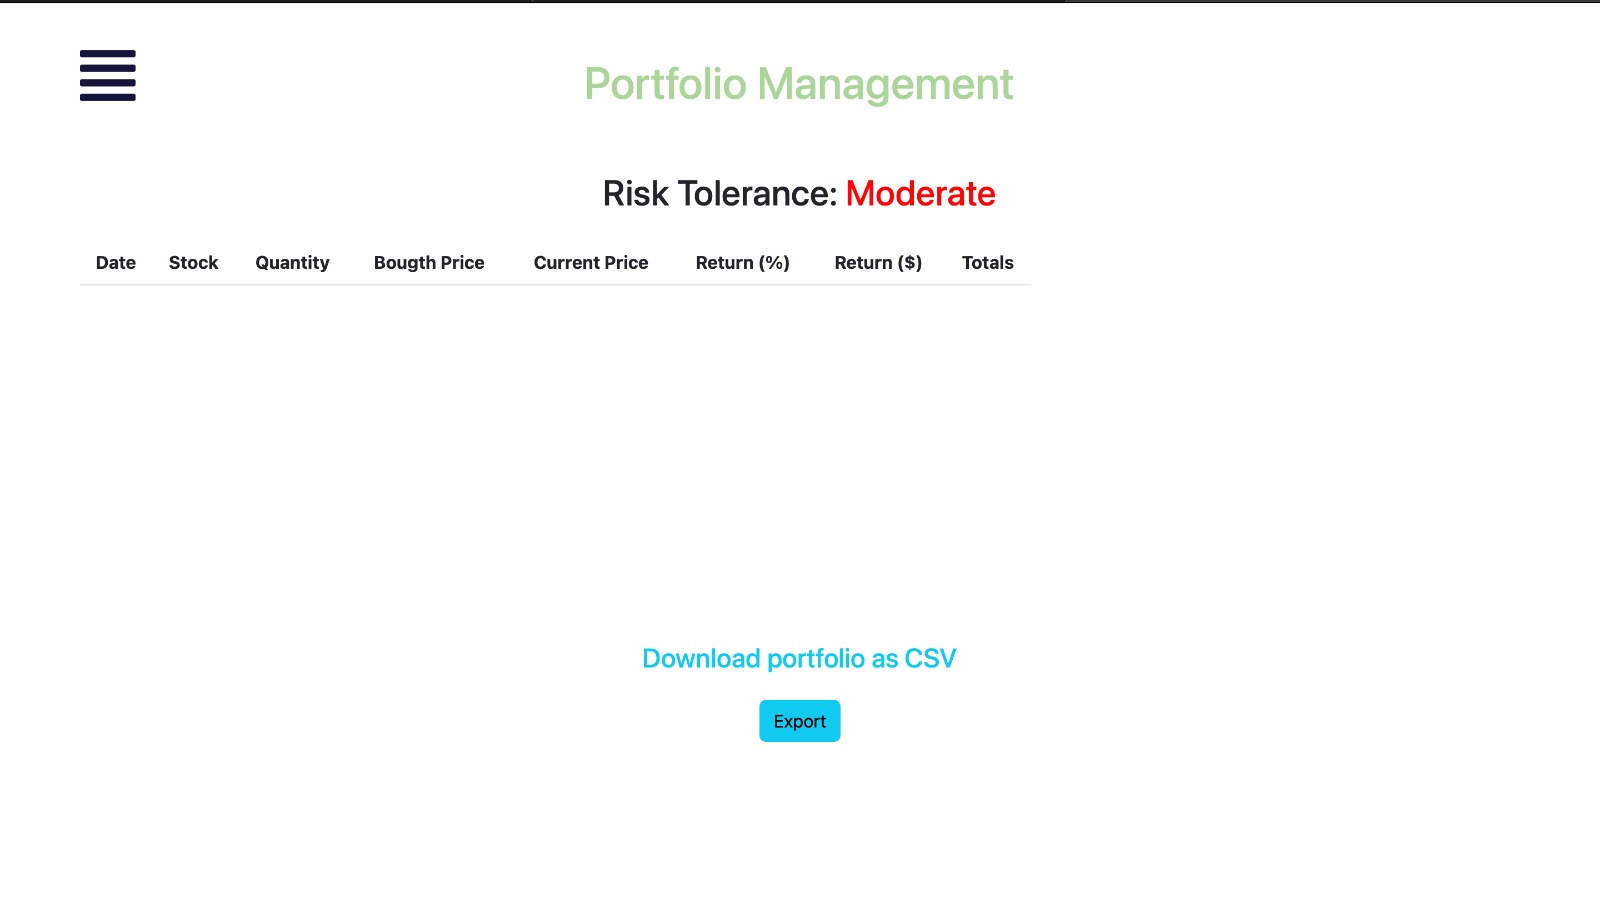 Portfolio Management
Risk Tolerance: Moderate
Date Stock Quantity Bougth Price Current Price Return (%) Return ($) Totals
Download portfolio as CSV
Export